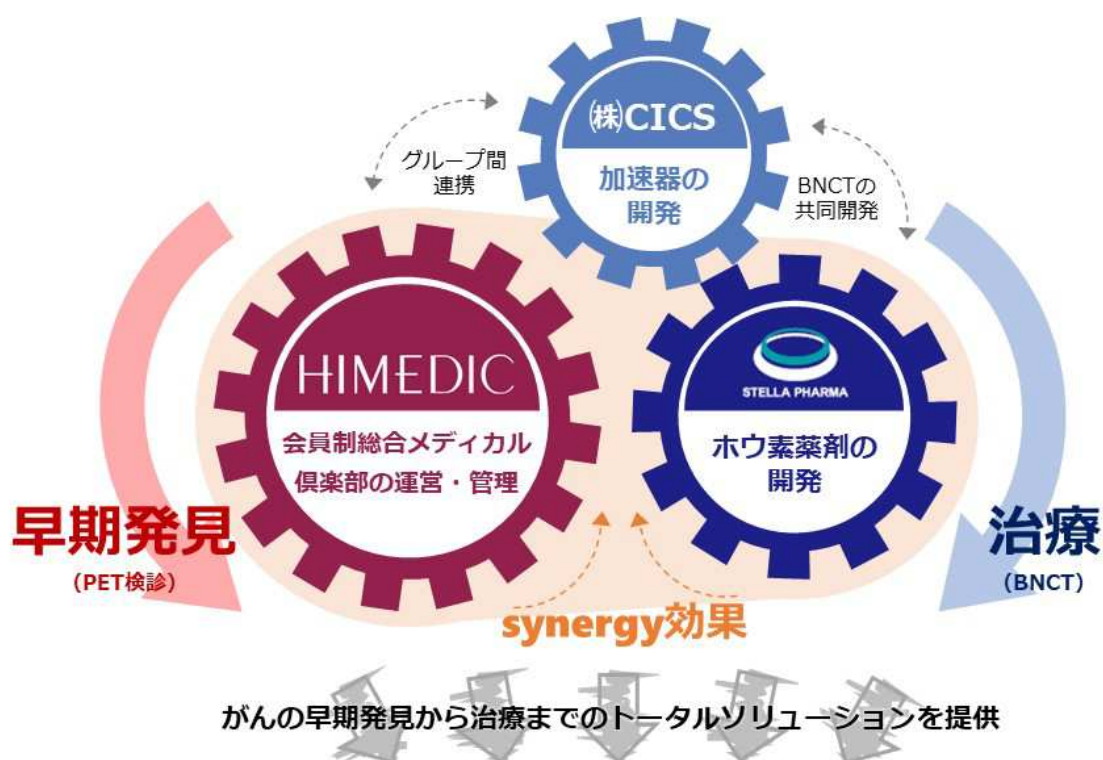 ㈱CICS
加速器の
開発
グループ間
連携
BNCTの
共同開発
HIMEDIC
会員制総合メディカル
倶楽部の運営・管理
STELLA PHARMA
ホウ素薬剤の
開発
早期発見
（PET検診）
治療
（BNCT）
synergy効果
がんの早期発見から治療までのトータルソリューションを提供